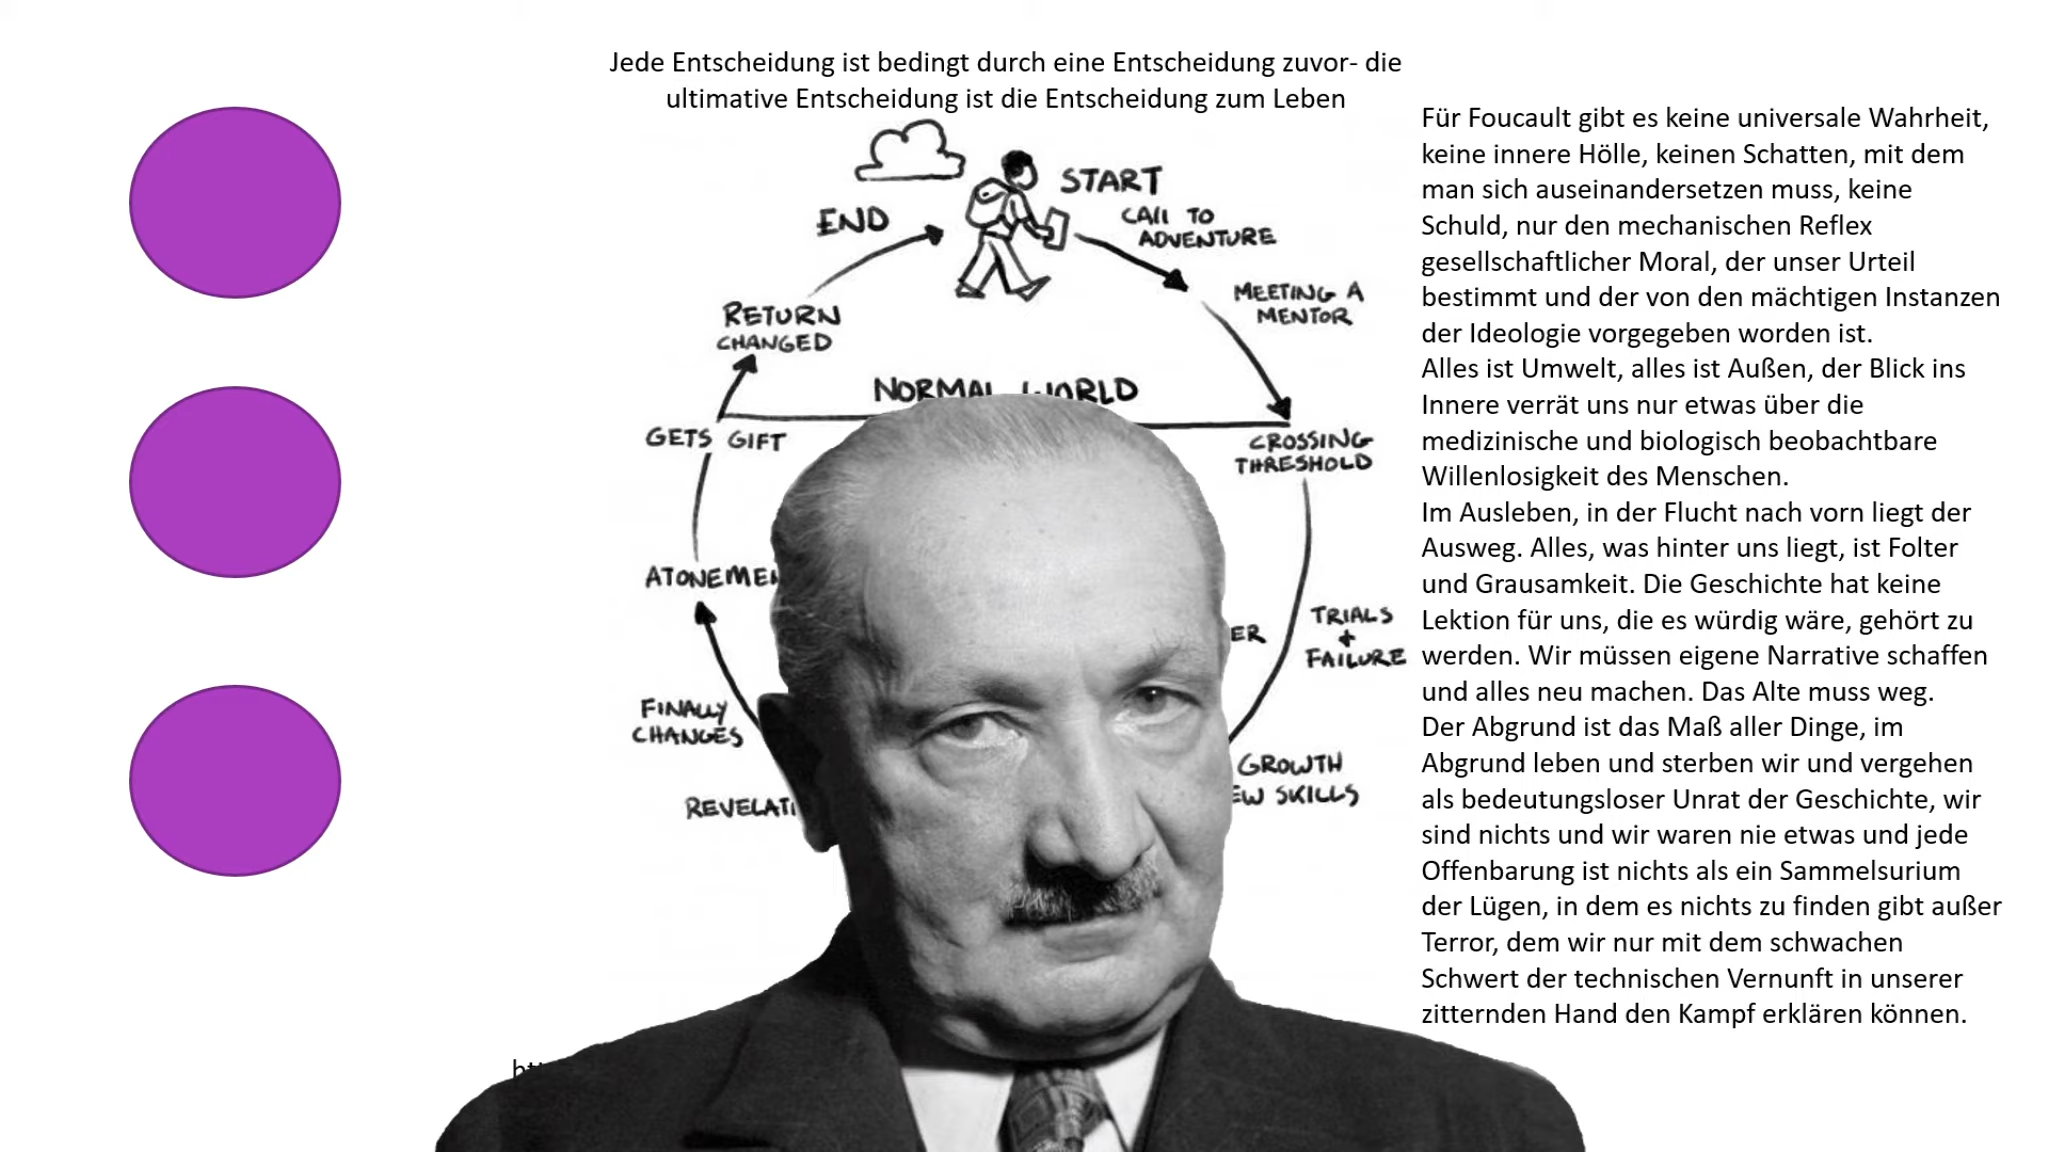 Jede Entscheidung ist bedingt durch eine Entscheidung zuvor- die
ultimative Entscheidung ist die Entscheidung zum Leben
START
CALL TO
ADVENTURE
END
MEETING A
MENTOR
RETURN
CHANGED
NORMAL WORLD
GETS GIFT
CROSSING
THRESHOLD
ATONEMEN
ER
TRIALS
+
FAILURE
FINALLY
CHANGES
GROWTH
EW SKILLS
REVELATI
Für Foucault gibt es keine universale Wahrheit,
keine innere Hölle, keinen Schatten, mit dem
man sich auseinandersetzen muss, keine
Schuld, nur den mechanischen Reflex
gesellschaftlicher Moral, der unser Urteil
bestimmt und der von den mächtigen Instanzen
der Ideologie vorgegeben worden ist.
Alles ist Umwelt, alles ist Außen, der Blick ins
Innere verrät uns nur etwas über die
medizinische und biologisch beobachtbare
Willenlosigkeit des Menschen.
Im Ausleben, in der Flucht nach vorn liegt der
Ausweg. Alles, was hinter uns liegt, ist Folter
und Grausamkeit. Die Geschichte hat keine
Lektion für uns, die es würdig wäre, gehört zu
werden. Wir müssen eigene Narrative schaffen
und alles neu machen. Das Alte muss weg.
Der Abgrund ist das Maß aller Dinge, im
Abgrund leben und sterben wir und vergehen
als bedeutungsloser Unrat der Geschichte, wir
sind nichts und wir waren nie etwas und jede
Offenbarung ist nichts als ein Sammelsurium
der Lügen, in dem es nichts zu finden gibt außer
Terror, dem wir nur mit dem schwachen
Schwert der technischen Vernunft in unserer
zitternden Hand den Kampf erklären können.